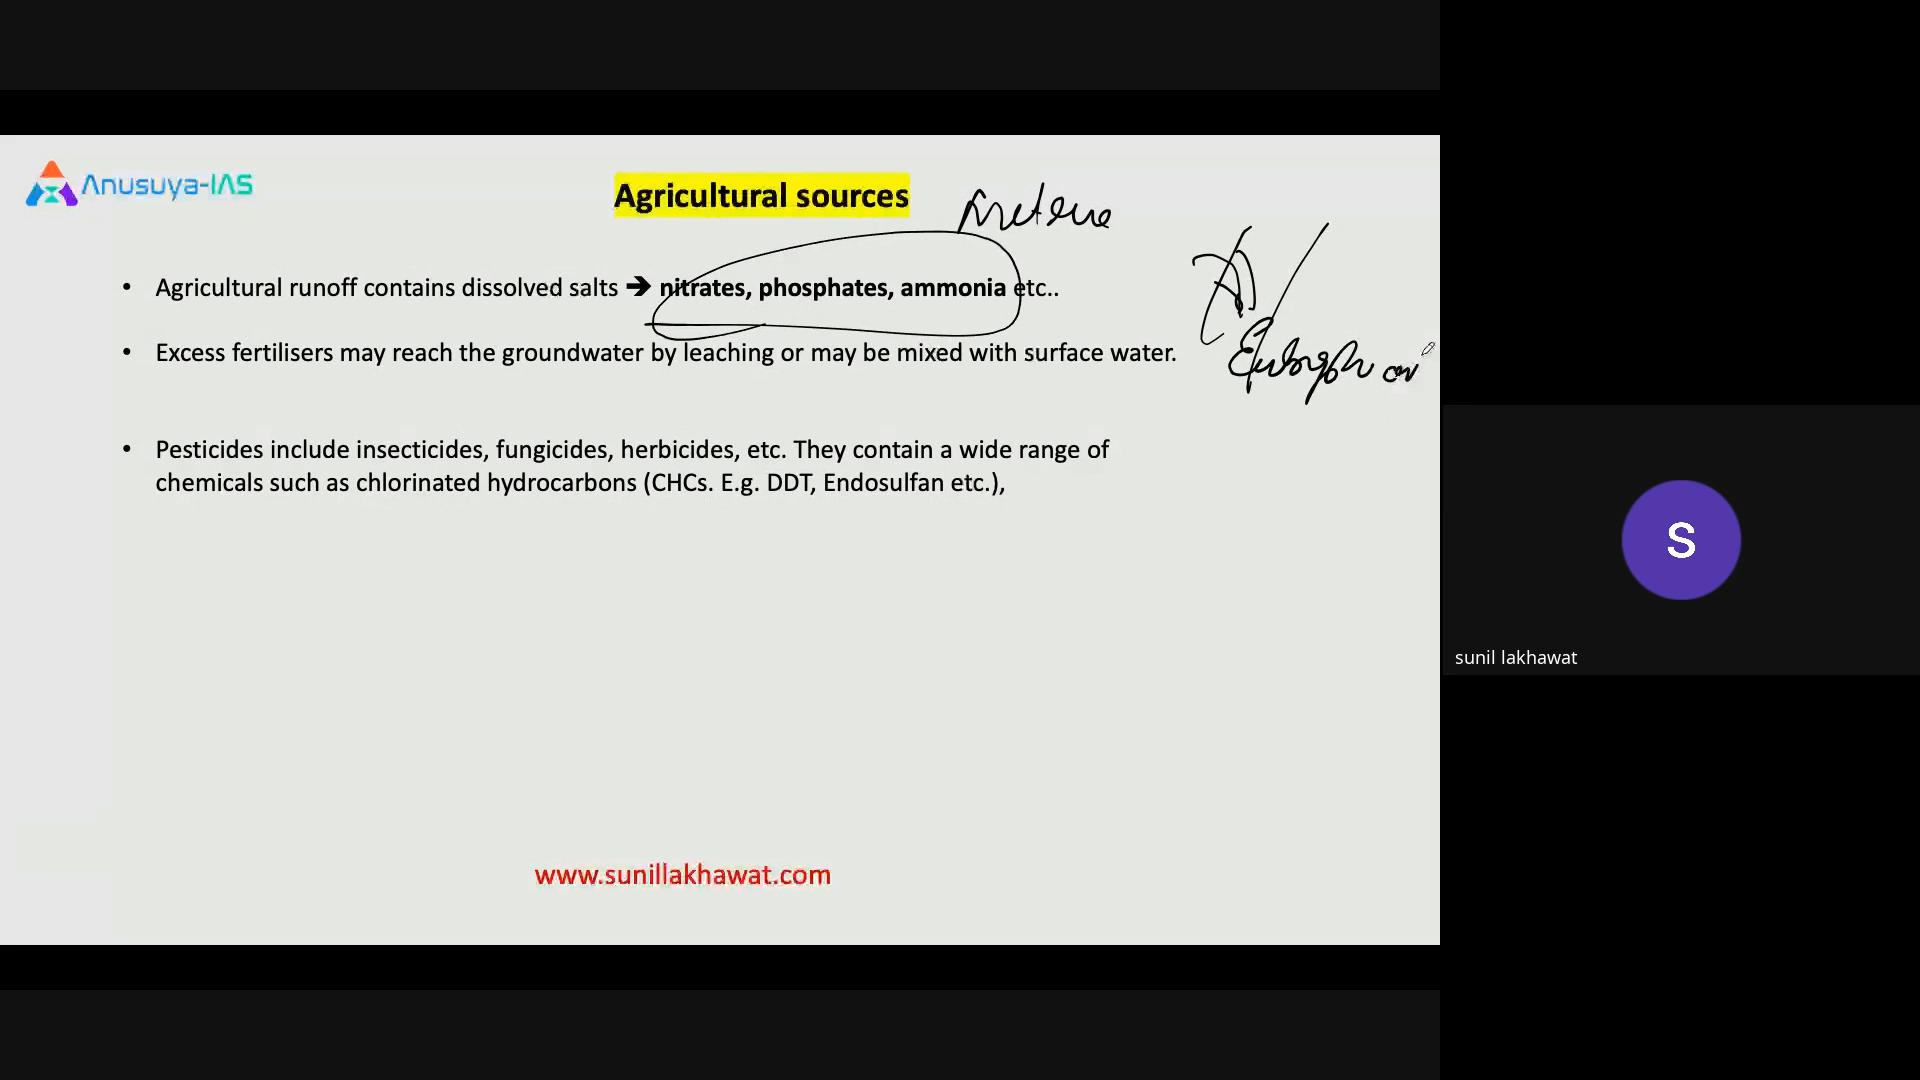 Anusuya-IAS
Agricultural sources
• Agricultural runoff contains dissolved salts ➔ nitrates, phosphates, ammonia etc..
• Excess fertilisers may reach the groundwater by leaching or may be mixed with surface water.
• Pesticides include insecticides, fungicides, herbicides, etc. They contain a wide range of
chemicals such as chlorinated hydrocarbons (CHCs. E.g. DDT, Endosulfan etc.),
S
sunil lakhawat
www.sunillakhawat.com